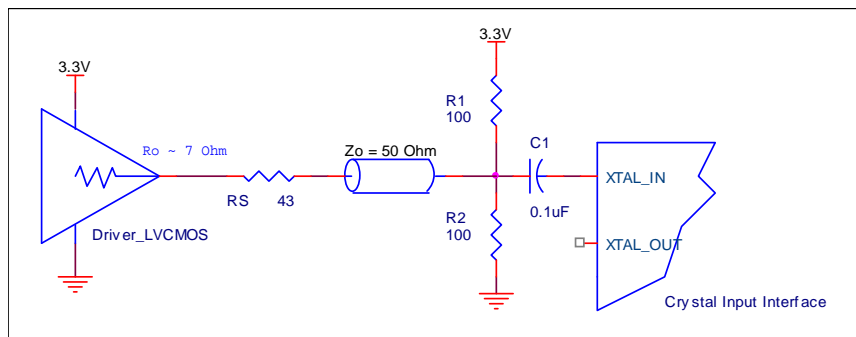 3.3V
3.3V
R1
100
Ro ~ 7 Ohm
Zo = 50 Ohm
C1
RS 43
0.1uF
XTAL_IN
R2
100
XTAL_OUT
Driver_LVCMOS
Crystal Input Interface